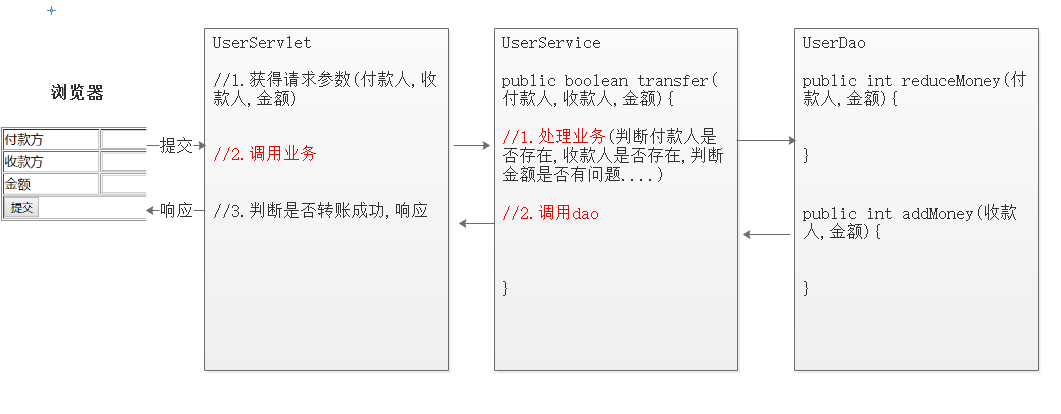 浏览器
付款方
收款方
金额
提交
提交
响应
UserServlet
//1.获得请求参数(付款人,收
款人,金额)
//2.调用业务
//3.判断是否转账成功,响应
UserService
public boolean transfer(
付款人,收款人,金额){
//1.处理业务(判断付款人是
否存在,收款人是否存在,判断
金额是否有问题....)
//2.调用dao
}
UserDao
public int reduceMoney(付
款人,金额){
}
public int addMoney(收款
人,金额){
}